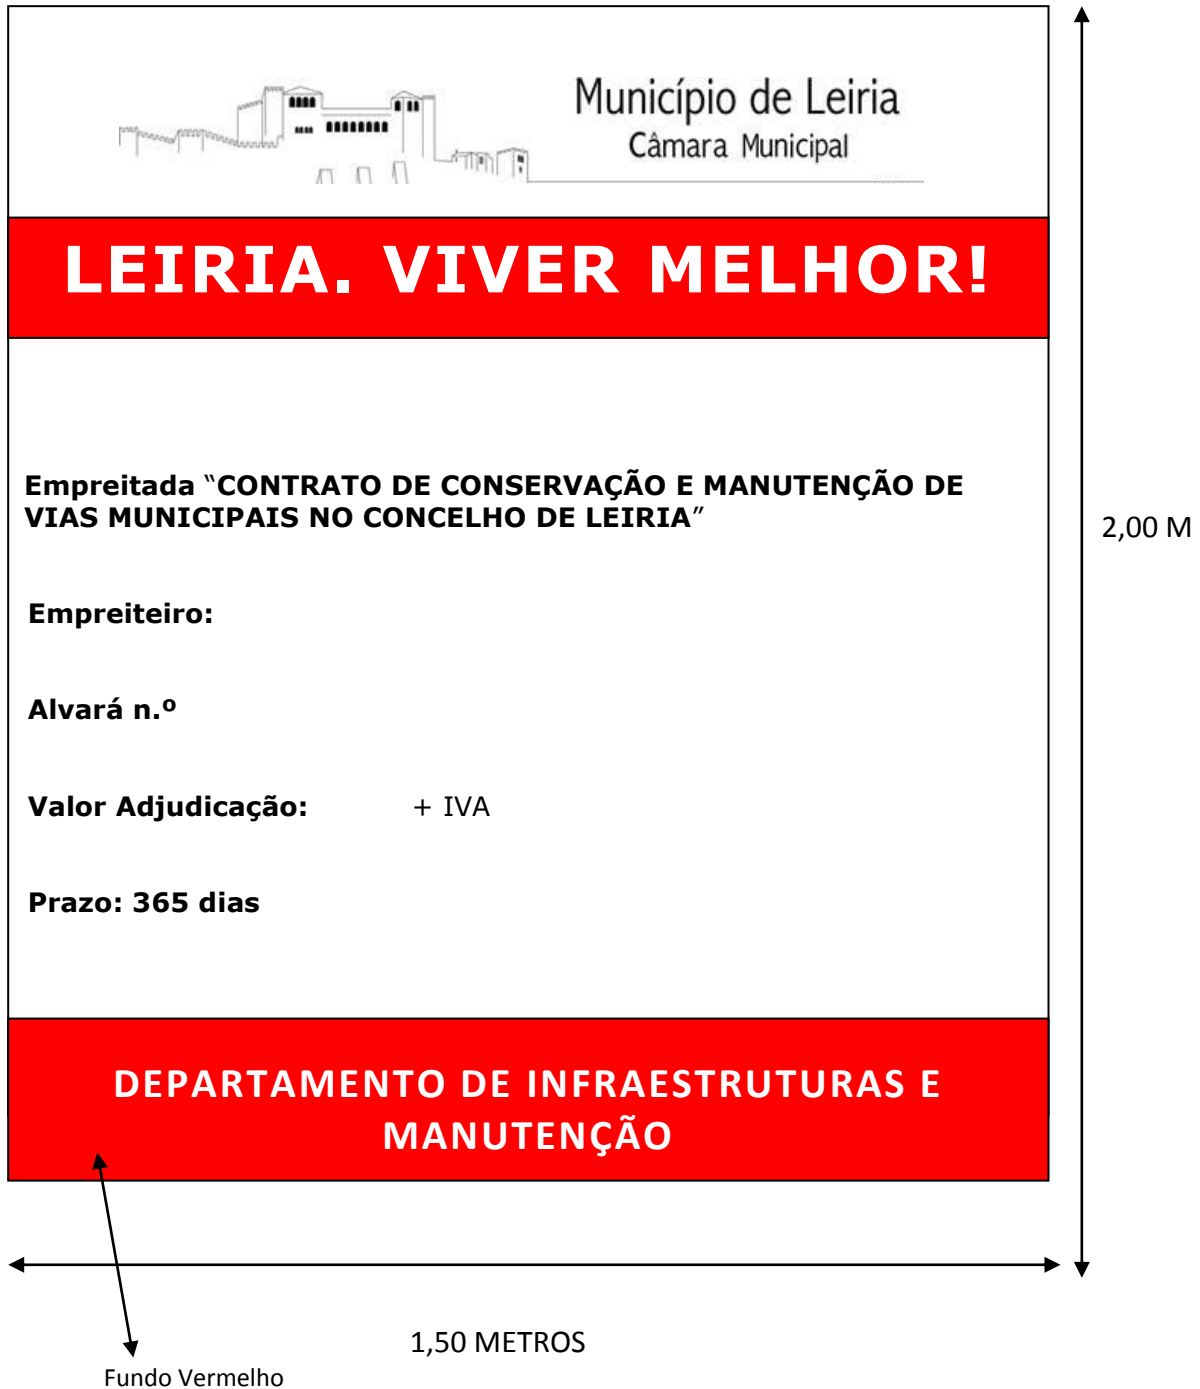 Município de Leiria
Câmara Municipal
LEIRIA. VIVER MELHOR!
Empreitada “CONTRATO DE CONSERVAÇÃO E MANUTENÇÃO DE
VIAS MUNICIPAIS NO CONCELHO DE LEIRIA”
2,00 M
Empreiteiro:
Alvará n.º
Valor Adjudicação: + IVA
Prazo: 365 dias
DEPARTAMENTO DE INFRAESTRUTURAS E
MANUTENÇÃO
1,50 METROS
Fundo Vermelho